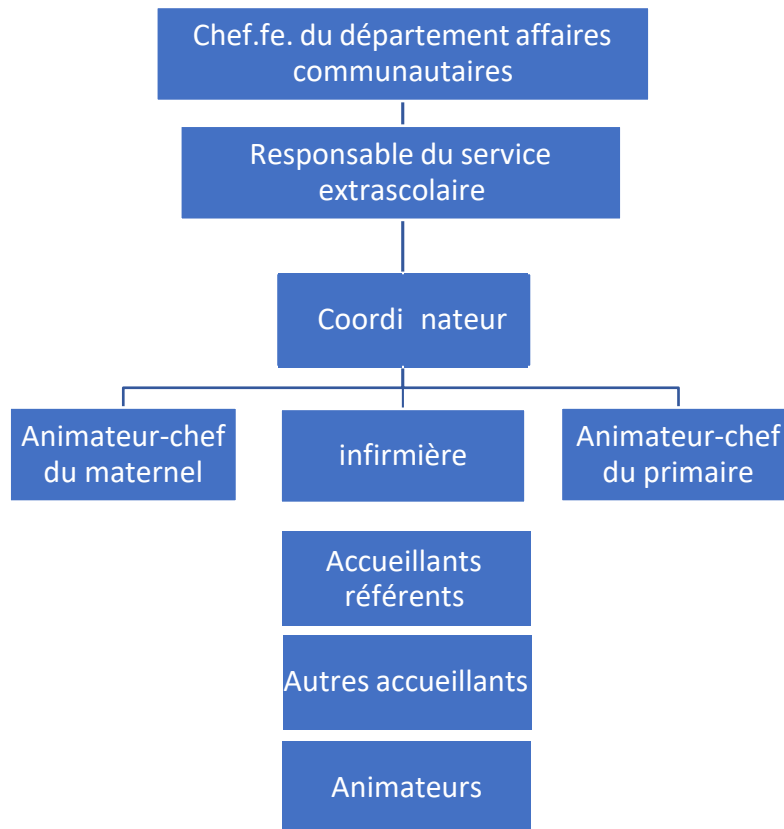 Chef.fe. du département affaires
communautaires
Responsable du service
extrascolaire
Coordi nateur
Animateur-chef
du maternel
infirmière
Animateur-chef
du primaire
Accueillants
référents
Autres accueillants
Animateurs